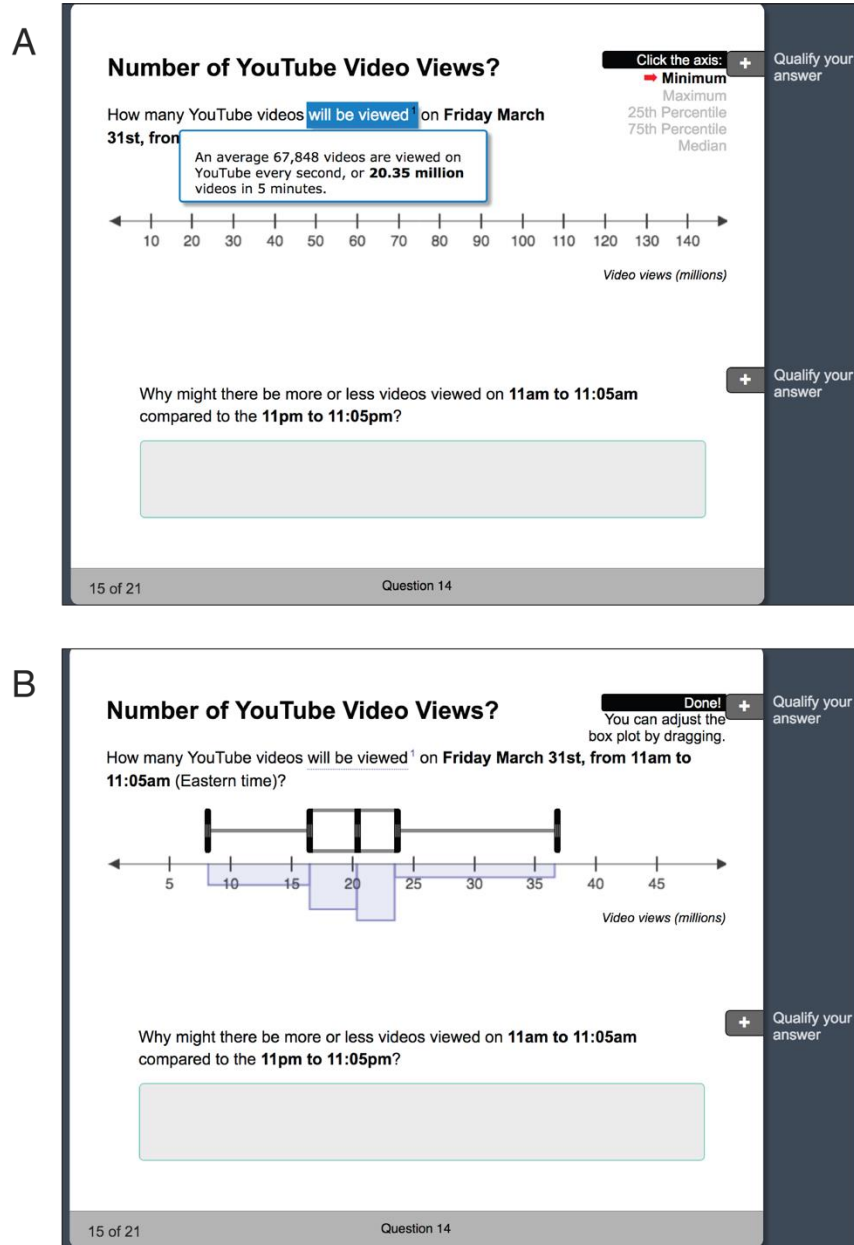 A
Number of YouTube Video Views?
Click the axis:
+
Qualify your
answer
Minimum
Maximum
25th Percentile
75th Percentile
Median
How many YouTube videos will be viewed 1 on Friday March
31st, from
An average 67,848 videos are viewed on
YouTube every second, or 20.35 million
videos in 5 minutes.
10 20 30 40 50 60 70 80 90 100 110 120 130 140
Video views (millions)
+
Qualify your
answer
Why might there be more or less videos viewed on 11am to 11:05am
compared to the 11pm to 11:05pm?
15 of 21
Question 14
B
Number of YouTube Video Views?
Done!
You can adjust the
box plot by dragging.
+
Qualify your
answer
How many YouTube videos will be viewed 1 on Friday March 31st, from 11am to
11:05am (Eastern time)?
5 10 15 20 25 30 35 40 45
Video views (millions)
+
Qualify your
answer
Why might there be more or less videos viewed on 11am to 11:05am
compared to the 11pm to 11:05pm?
15 of 21
Question 14